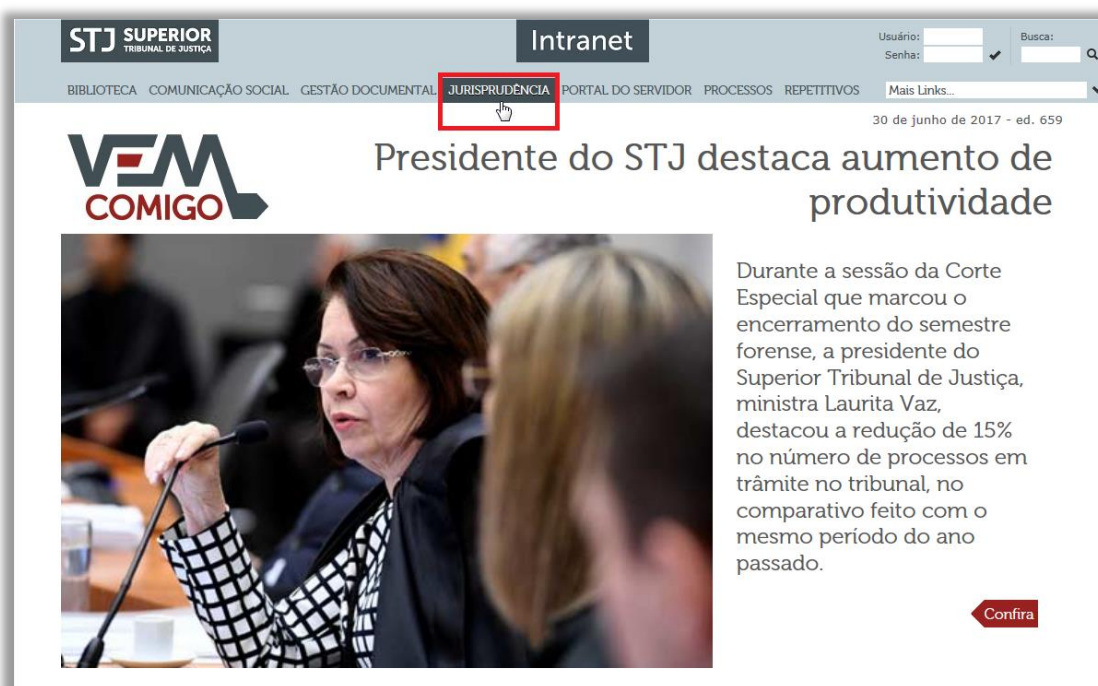 STJ SUPERIOR
TRIBUNAL DE JUSTIÇA
Intranet
Usuário:
Senha:
Busca:
BIBLIOTECA COMUNICAÇÃO SOCIAL GESTÃO DOCUMENTAL JURISPRUDÊNCIA PORTAL DO SERVIDOR PROCESSOS REPETITIVOS Mais Links...
30 de junho de 2017 - ed. 659
VEM
COMIGO
Presidente do STJ destaca aumento de
produtividade
Durante a sessão da Corte
Especial que marcou o
encerramento do semestre
forense, a presidente do
Superior Tribunal de Justiça,
ministra Laurita Vaz,
destacou a redução de 15%
no número de processos em
trâmite no tribunal, no
comparativo feito com o
mesmo período do ano
passado.
Confira